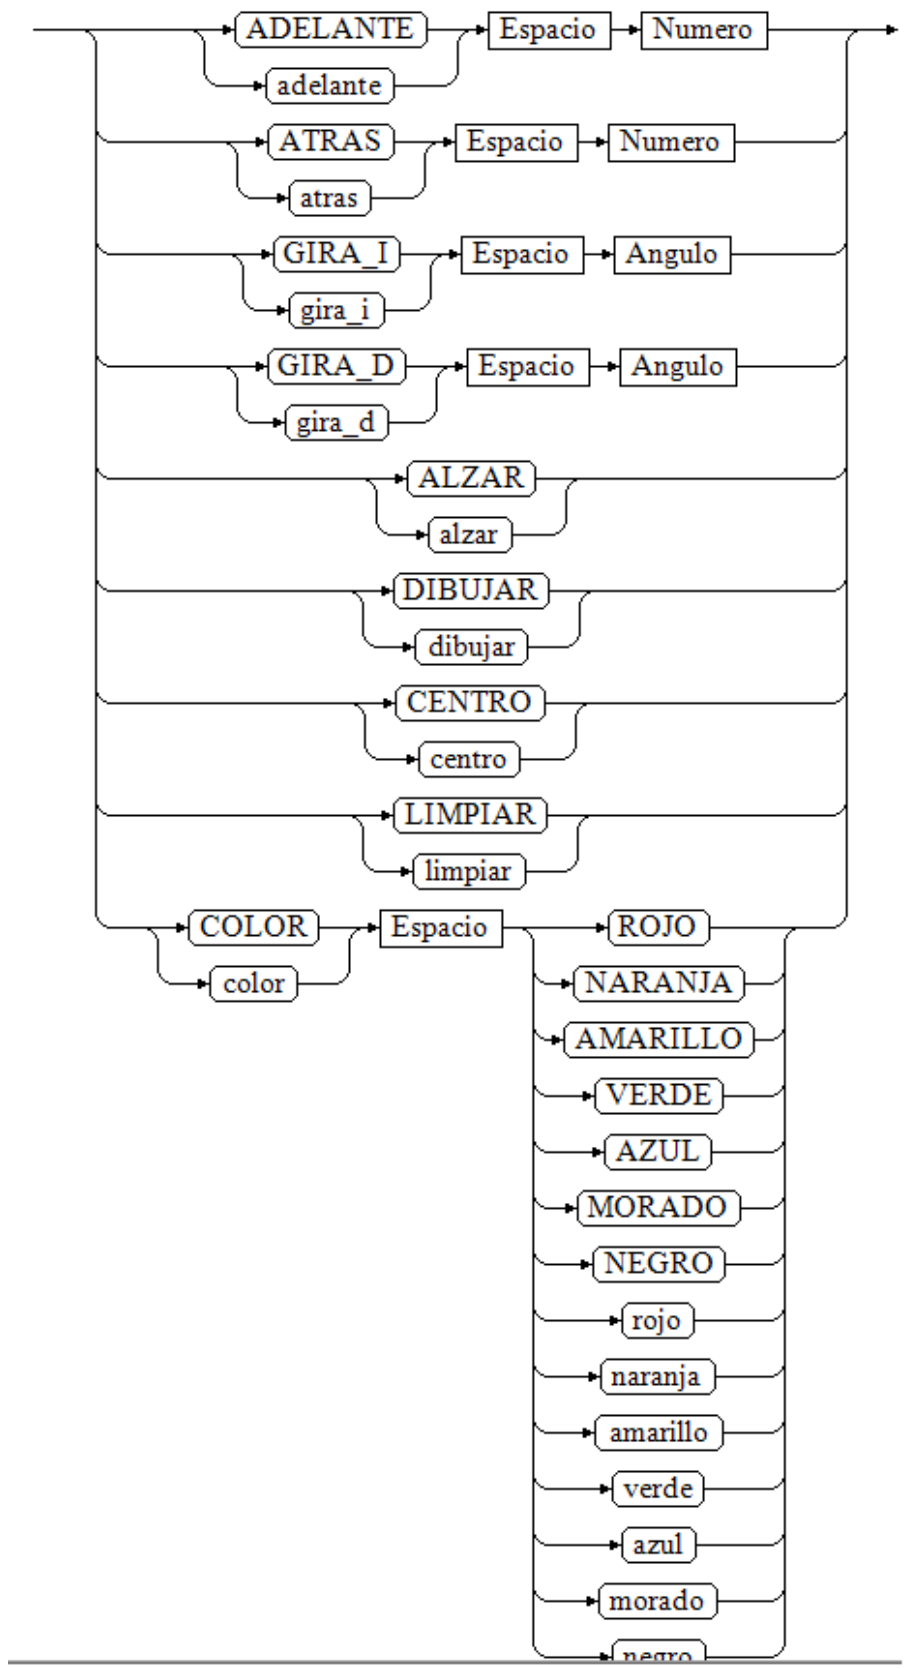 ADELANTE Espacio Numero
adelante
ATRAS Espacio Numero
atras
GIRA_I Espacio Angulo
gira_i
GIRA_D Espacio Angulo
gira_d
ALZAR
alzar
DIBUJAR
dibujar
CENTRO
centro
LIMPIAR
limpiar
COLOR Espacio ROJO
color NARANJA
AMARILLO
VERDE
AZUL
MORADO
NEGRO
rojo
naranja
amarillo
verde
azul
morado
negro